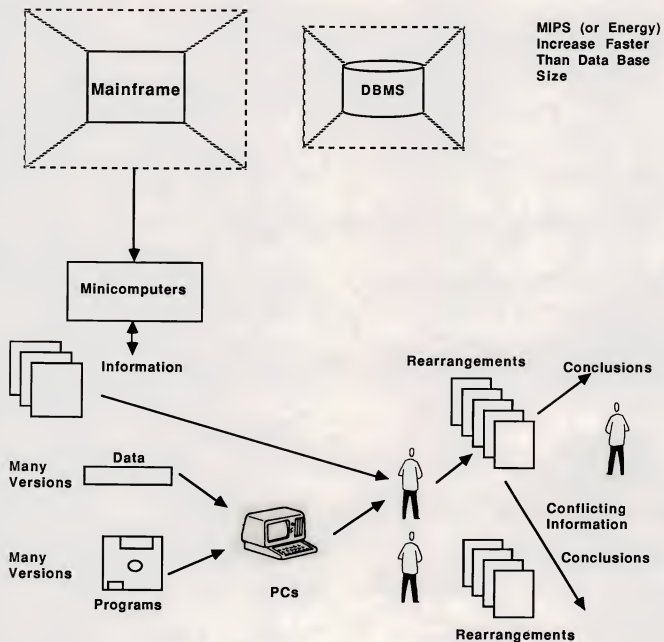 MIPS (or Energy)
Increase Faster
Than Data Base
Size
Mainframe
DBMS
Minicomputers
Information
Rearrangements
Conclusions
Many
Versions
Data
Conflicting
Information
Conclusions
Many
Versions
Programs
PCs
Rearrangements